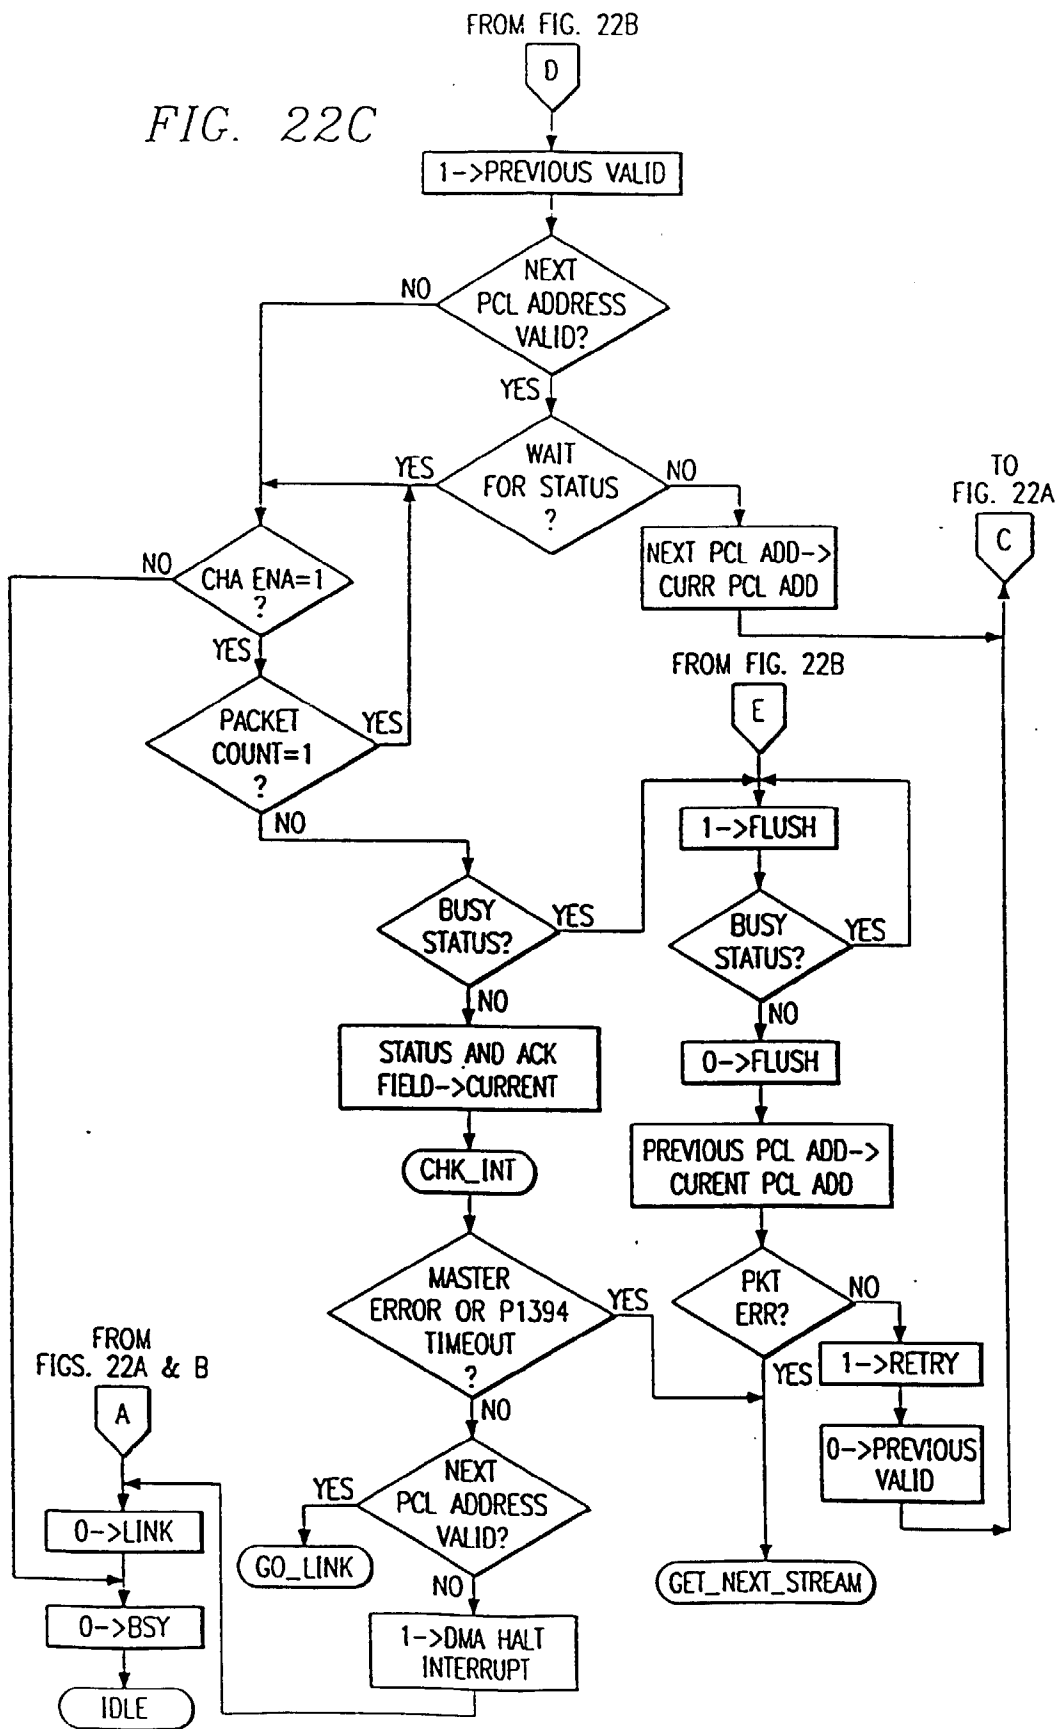 FROM FIG. 22B
D
FIG. 22C
1->PREVIOUS VALID
NEXT
PCL ADDRESS
VALID?
NO
YES
WAIT
FOR STATUS
?
YES
NO
NEXT PCL ADD->
CURR PCL ADD
TO
FIG. 22A
C
CHA ENA=1
?
NO
YES
PACKET
COUNT=1
?
YES
NO
FROM FIG. 22B
E
1->FLUSH
BUSY
STATUS?
YES
NO
BUSY
STATUS?
YES
NO
STATUS AND ACK
FIELD->CURRENT
0->FLUSH
CHK_INT
PREVIOUS PCL ADD->
CURENT PCL ADD
MASTER
ERROR OR P1394
TIMEOUT
?
YES
NO
PKT
ERR?
NO
YES
1->RETRY
0->PREVIOUS
VALID
FROM
FIGS. 22A & B
A
0->LINK
0->BSY
IDLE
NEXT
PCL ADDRESS
VALID?
YES
NO
GO_LINK
GET_NEXT_STREAM
1->DMA HALT
INTERRUPT